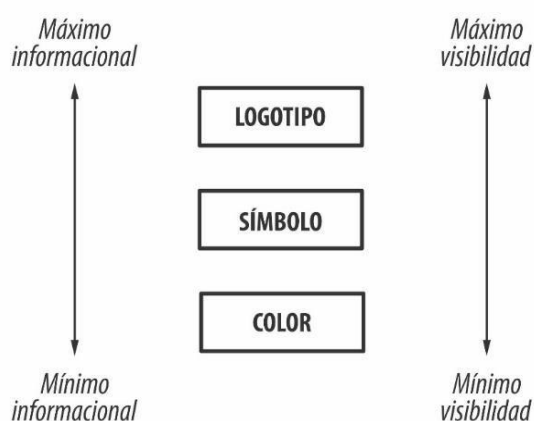 Máximo
informacional
Máximo
visibilidad
LOGOTIPO
SÍMBOLO
COLOR
Mínimo
informacional
Mínimo
visibilidad